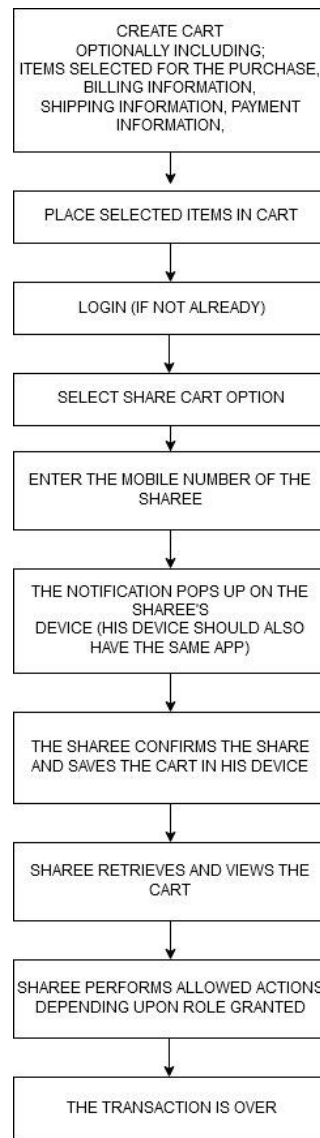 CREATE CART
OPTIONALLY INCLUDING;
ITEMS SELECTED FOR THE PURCHASE,
BILLING INFORMATION,
SHIPPING INFORMATION, PAYMENT
INFORMATION,
PLACE SELECTED ITEMS IN CART
LOGIN (IF NOT ALREADY)
SELECT SHARE CART OPTION
ENTER THE MOBILE NUMBER OF THE
SHAREE
THE NOTIFICATION POPS UP ON THE
SHAREE'S
DEVICE (HIS DEVICE SHOULD ALSO
HAVE THE SAME APP)
THE SHAREE CONFIRMS THE SHARE
AND SAVES THE CART IN HIS DEVICE
SHAREE RETRIEVES AND VIEWS THE
CART
SHAREE PERFORMS ALLOWED ACTIONS
DEPENDING UPON ROLE GRANTED
THE TRANSACTION IS OVER